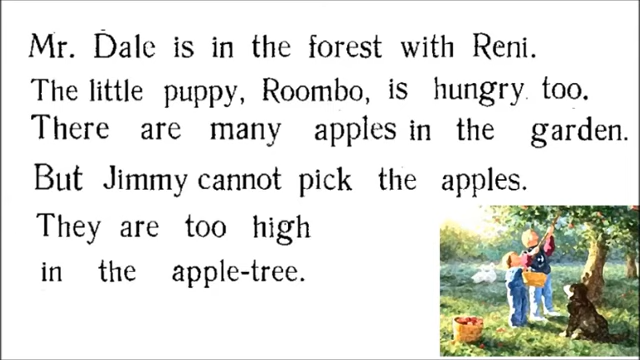 Mr. Dale is in the forest with Reni.
The little puppy, Roombo, is hungry too.
There are many apples in the garden.
But Jimmy cannot pick the apples.
They are too high
in the apple-tree.